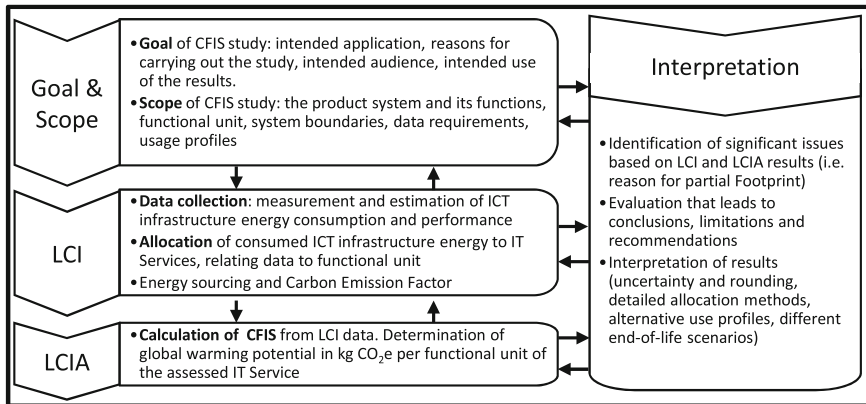 Goal &
Scope
•Goal of CFIS study: intended application, reasons for
carrying out the study, intended audience, intended use
of the results.
•Scope of CFIS study: the product system and its functions,
functional unit, system boundaries, data requirements,
usage profiles
LCI
•Data collection: measurement and estimation of ICT
infrastructure energy consumption and performance
•Allocation of consumed ICT infrastructure energy to IT
Services, relating data to functional unit
•Energy sourcing and Carbon Emission Factor
LCIA
•Calculation of CFIS from LCI data. Determination of
global warming potential in kg CO₂e per functional unit of
the assessed IT Service
Interpretation
•Identification of significant issues
based on LCI and LCIA results (i.e.
reason for partial Footprint)
•Evaluation that leads to
conclusions, limitations and
recommendations
•Interpretation of results
(uncertainty and rounding,
detailed allocation methods,
alternative use profiles, different
end-of-life scenarios)